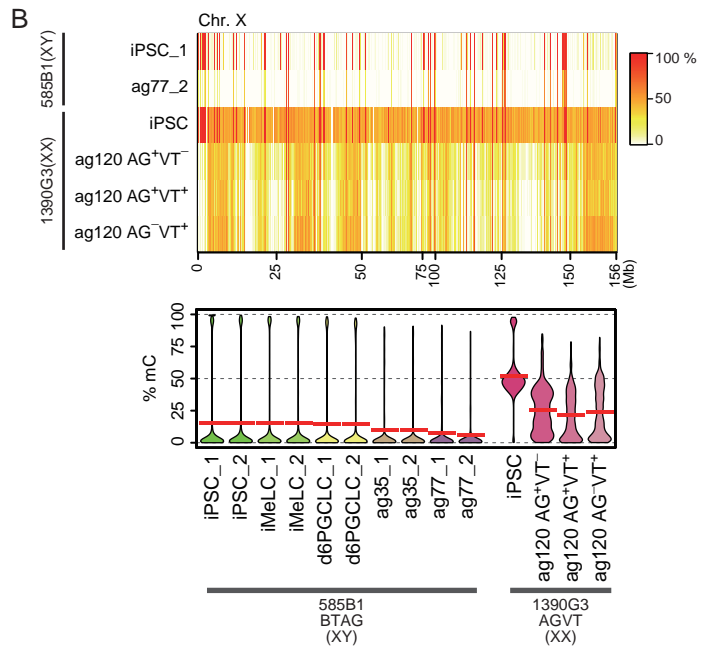 B
Chr. X
585B1(XY)
1390G3(XX)
iPSC_1
ag77_2
iPSC
ag120 AG⁺VT⁻
ag120 AG⁺VT⁺
ag120 AG⁻VT⁺
100 %
50
0
0 25 50 75 100 125 150 156
(Mb)
% mC
100
75
50
25
0
iPSC_1
iPSC_2
iMeLC_1
iMeLC_2
d6PGCLC_1
d6PGCLC_2
ag35_1
ag35_2
ag77_1
ag77_2
iPSC
ag120 AG⁺VT⁻
ag120 AG⁺VT⁺
ag120 AG⁻VT⁺
585B1
BTAG
(XY)
1390G3
AGVT
(XX)